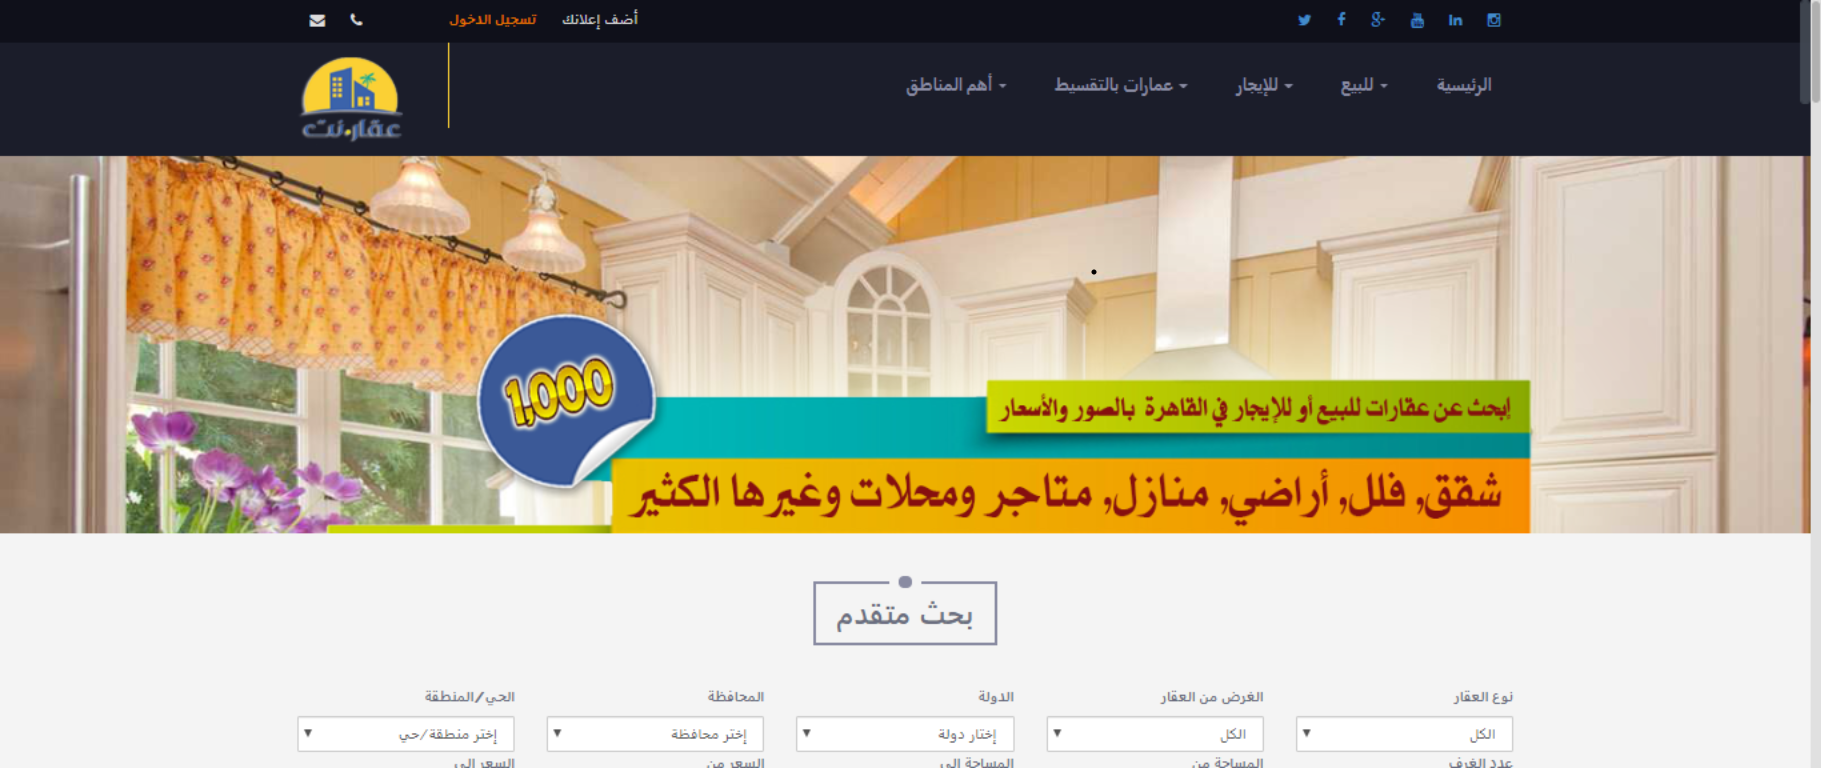 أضف إعلانك
تسجيل الدخول
الرئيسية
للبيع
للإيجار
عمارات بالتقسيط
أهم المناطق
عقار.نت
1,000
إبحث عن عقارات للبيع أو للإيجار في القاهرة بالصور والأسعار
شقق, فلل, أراضي, منازل, متاجر ومحلات وغيرها الكثير
بحث متقدم
نوع العقار
الغرض من العقار
الدولة
المحافظة
الحي/المنطقة
الكل
الكل
إختار دولة
إختر محافظة
إختر منطقة/حي
عدد الغرف
المساحة من
المساحة إلى
السعر من
السعر إلى